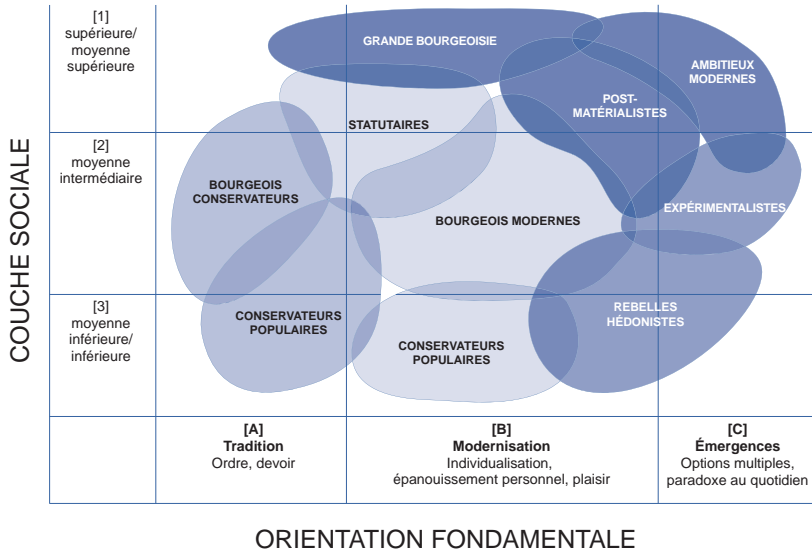 [1]
supérieure/
moyenne
supérieure
GRANDE BOURGEOISIE
AMBITIEUX
MODERNES
POST-
MATÉRIALISTES
STATUTAIRES
COUCHE SOCIALE
[2]
moyenne
intermédiaire
BOURGEOIS
CONSERVATEURS
BOURGEOIS MODERNES
EXPÉRIMENTALISTES
[3]
moyenne
inférieure/
inférieure
CONSERVATEURS
POPULAIRES
CONSERVATEURS
POPULAIRES
REBELLES
HÉDONISTES
[A]
Tradition
Ordre, devoir
[B]
Modernisation
Individualisation,
épanouissement personnel, plaisir
[C]
Émergences
Options multiples,
paradoxe au quotidien
ORIENTATION FONDAMENTALE